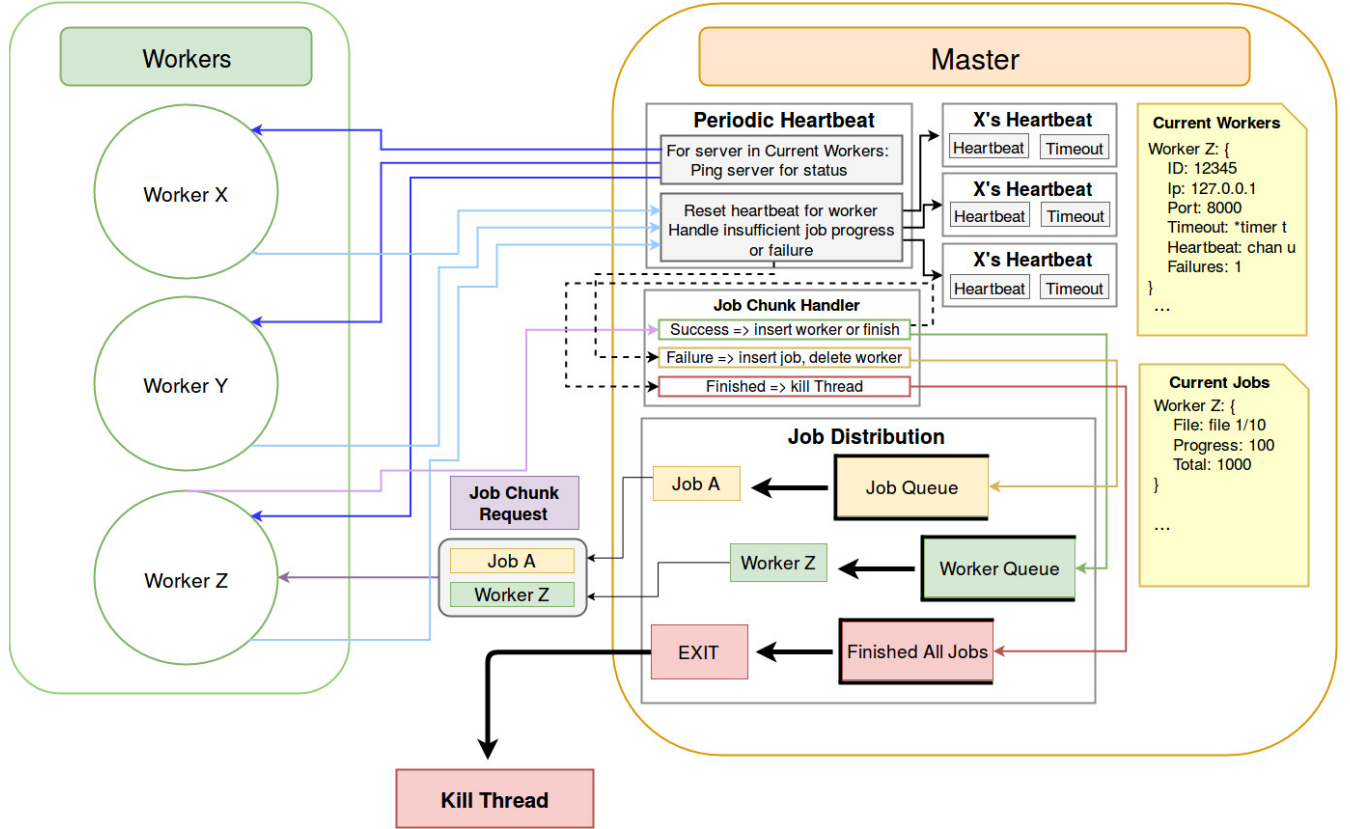 Workers
Worker X
Worker Y
Worker Z
Master
Periodic Heartbeat
For server in Current Workers:
Ping server for status
Reset heartbeat for worker
Handle insufficient job progress
or failure
X's Heartbeat
Heartbeat
Timeout
X's Heartbeat
Heartbeat
Timeout
X's Heartbeat
Heartbeat
Timeout
Current Workers
Worker Z: {
ID: 12345
Ip: 127.0.0.1
Port: 8000
Timeout: *timer t
Heartbeat: chan u
Failures: 1
}
...
Job Chunk Handler
Success => insert worker or finish
Failure => insert job, delete worker
Finished => kill Thread
Current Jobs
Worker Z: {
File: file 1/10
Progress: 100
Total: 1000
}
...
Job Distribution
Job A
Job Queue
Worker Z
Worker Queue
EXIT
Finished All Jobs
Job Chunk
Request
Job A
Worker Z
Kill Thread